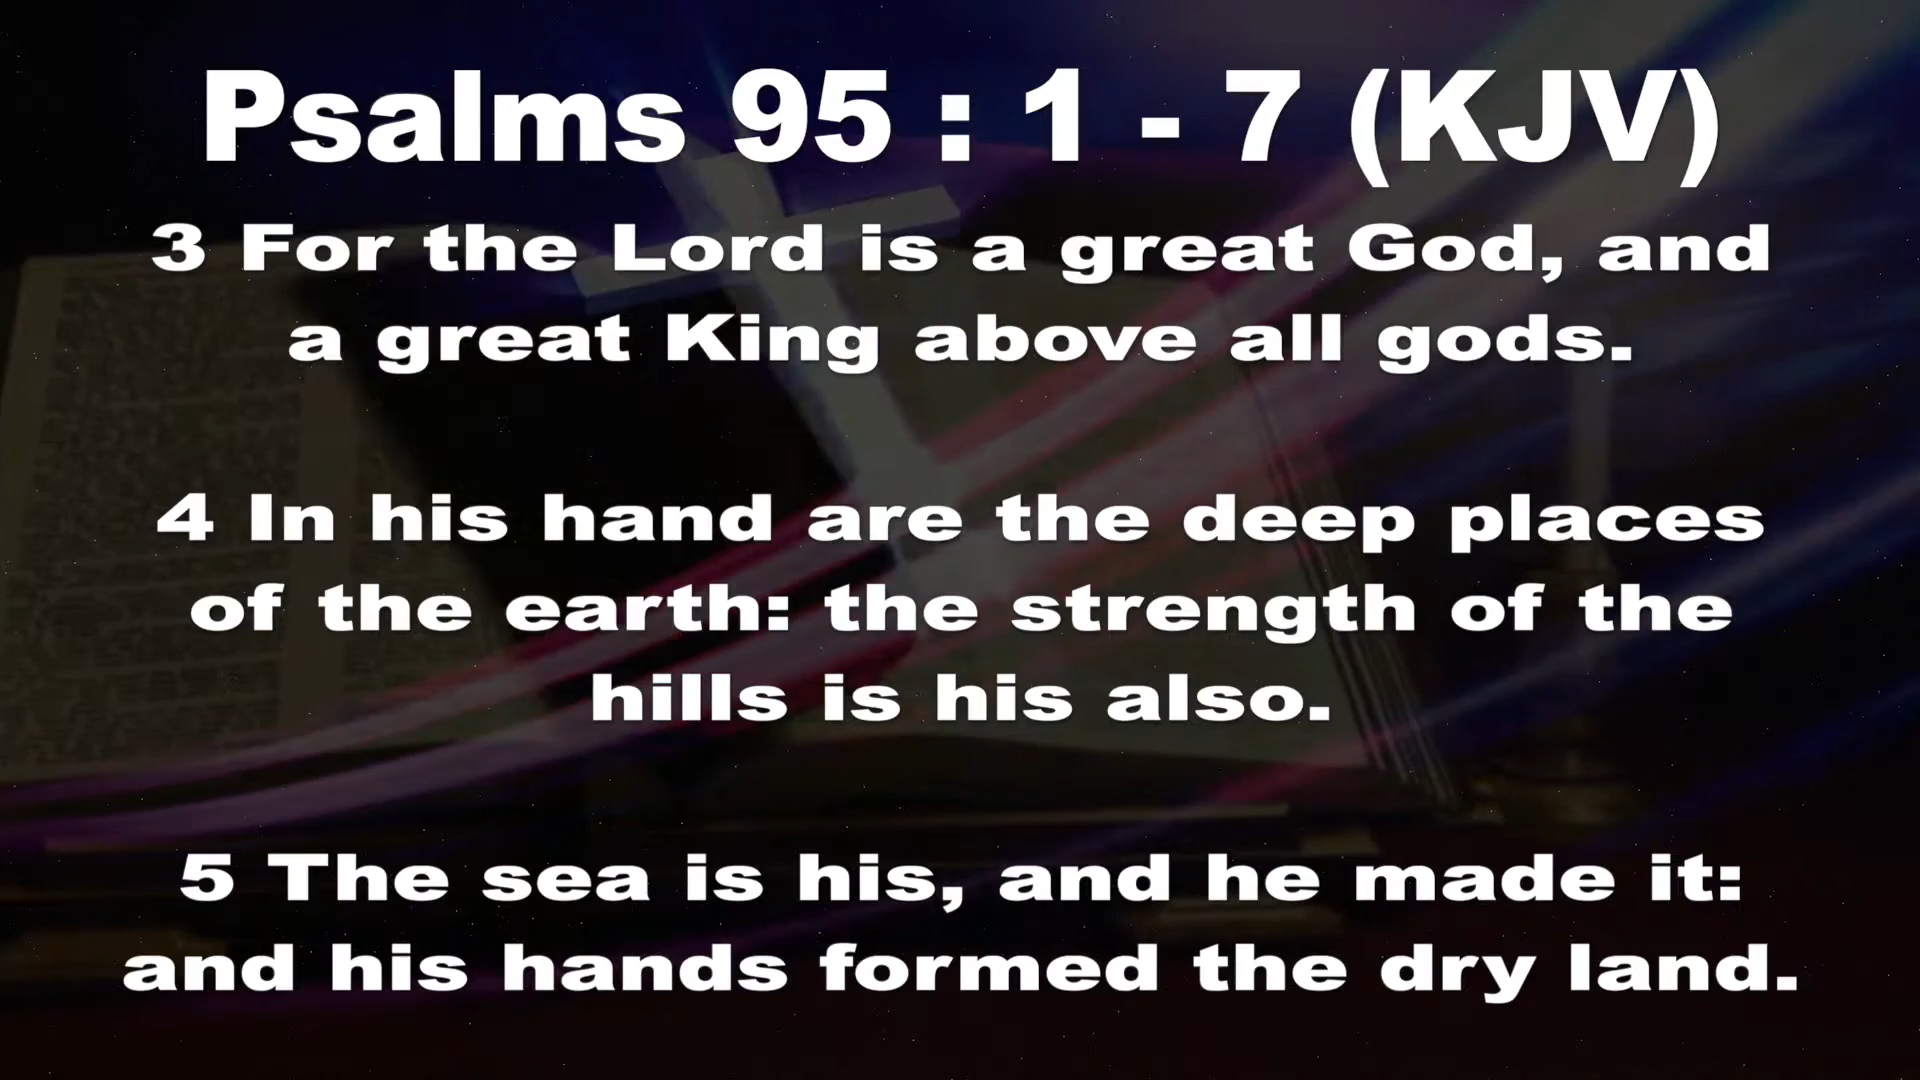 Psalms 95 : 1 - 7 (KJV)
3 For the Lord is a great God, and
a great King above all gods.
4 In his hand are the deep places
of the earth: the strength of the
hills is his also.
5 The sea is his, and he made it:
and his hands formed the dry land.